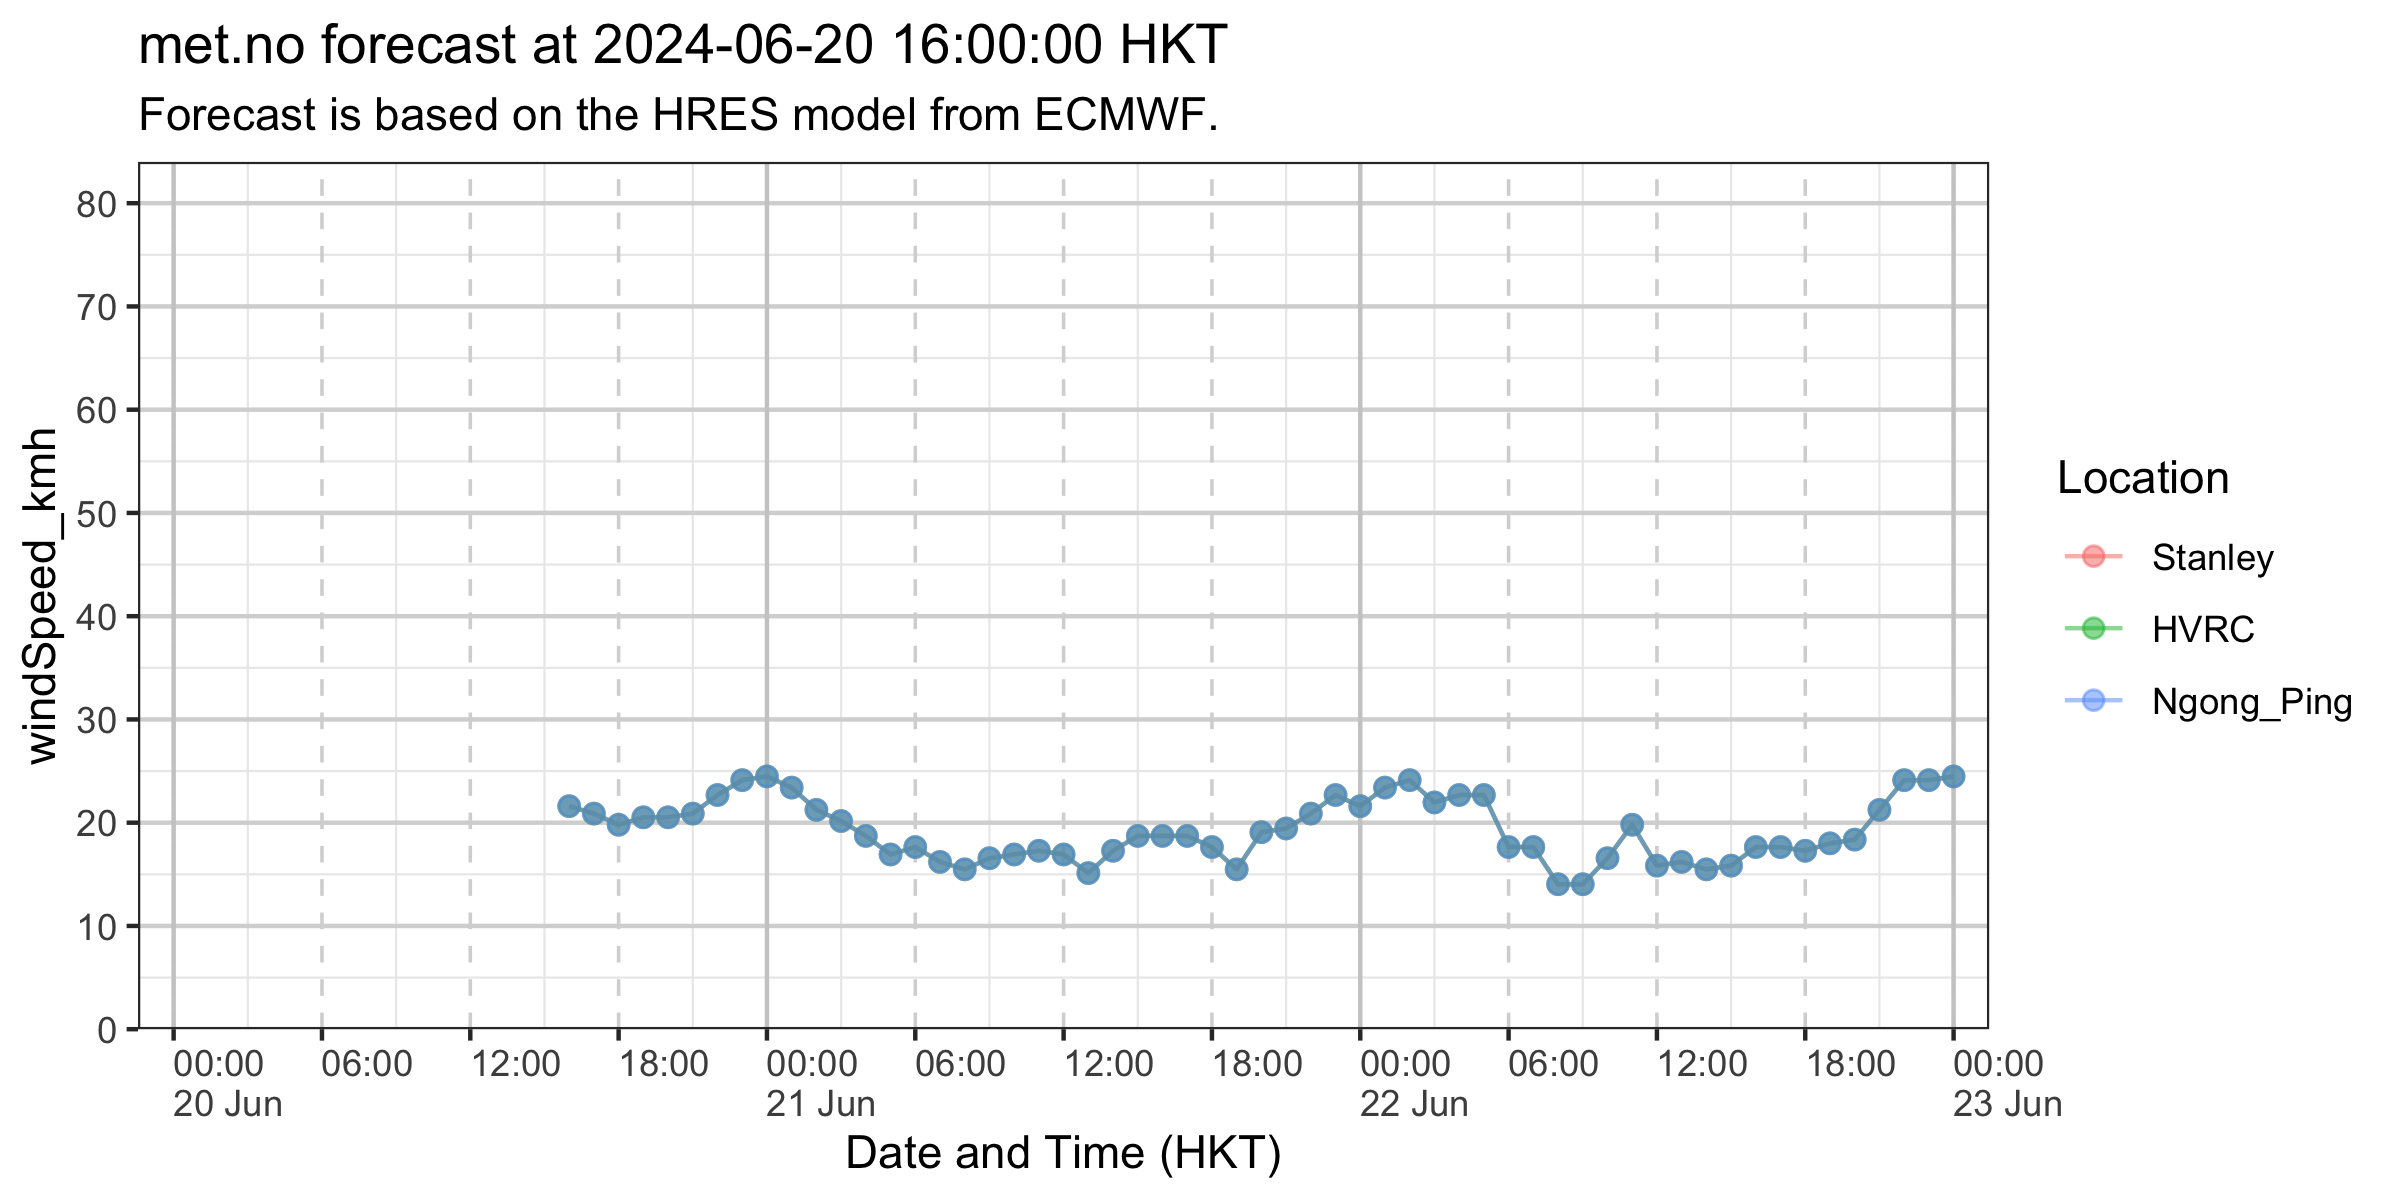 met.no forecast at 2024-06-20 16:00:00 HKT
Forecast is based on the HRES model from ECMWF.
windSpeed_kmh
80
70
60
50
40
30
20
10
0
00:00 06:00 12:00 18:00 00:00 06:00 12:00 18:00 00:00 06:00 12:00 18:00 00:00
20 Jun 21 Jun 22 Jun 23 Jun
Date and Time (HKT)
Location
Stanley
HVRC
Ngong_Ping